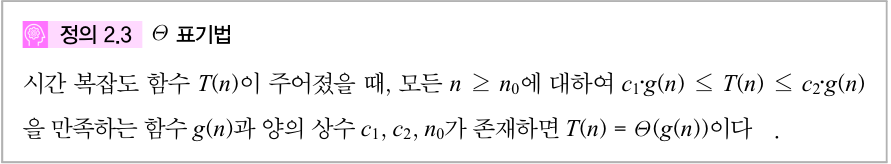 정의 2.3 Θ 표기법
시간 복잡도 함수 T(n)이 주어졌을 때, 모든 n ≥ n₀에 대하여 c₁·g(n) ≤ T(n) ≤ c₂·g(n)
을 만족하는 함수 g(n)과 양의 상수 c₁, c₂, n₀가 존재하면 T(n) = Θ(g(n))이다 .